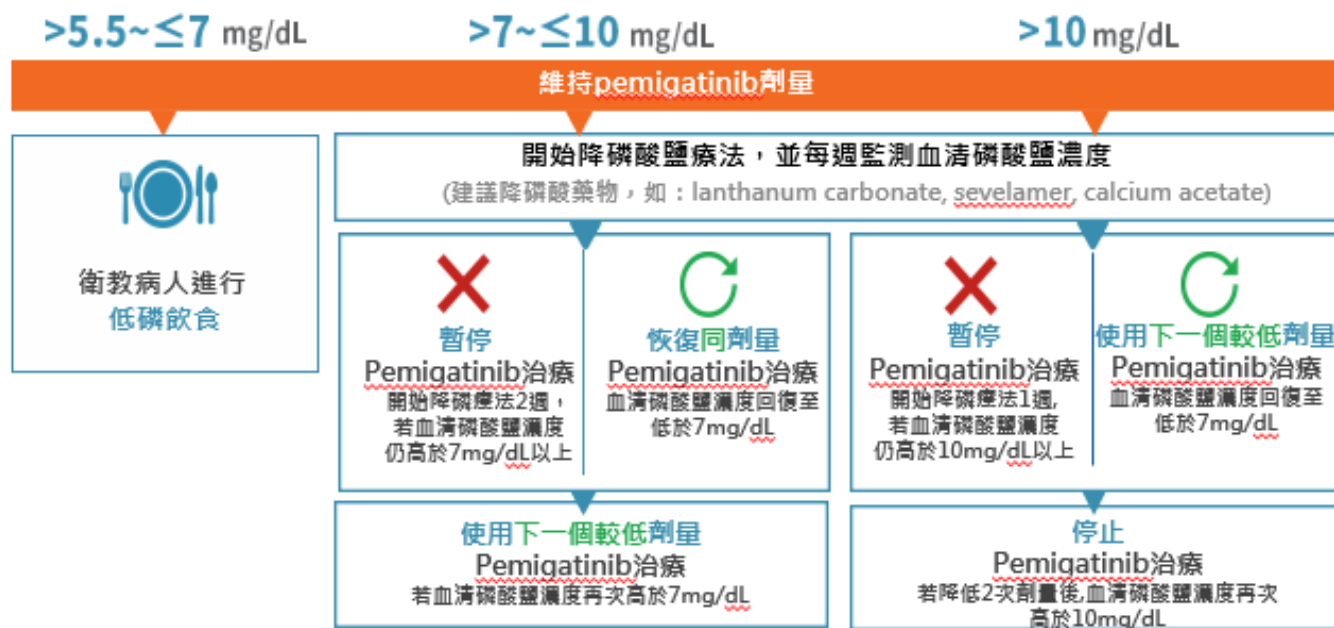 >5.5~≤7 mg/dL
>7~≤10 mg/dL
>10 mg/dL
維持pemigatinib劑量
衛教病人進行
低磷飲食
開始降磷酸鹽療法，並每週監測血清磷酸鹽濃度
(建議降磷酸藥物，如：lanthanum carbonate, sevelamer, calcium acetate)
暫停
Pemigatinib治療
開始降磷療法2週，
若血清磷酸鹽濃度
仍高於7mg/dL以上
恢復同劑量
Pemigatinib治療
血清磷酸鹽濃度回復至
低於7mg/dL
暫停
Pemigatinib治療
開始降磷療法1週,
若血清磷酸鹽濃度
仍高於10mg/dL以上
使用下一個較低劑量
Pemigatinib治療
血清磷酸鹽濃度回復至
低於7mg/dL
使用下一個較低劑量
Pemigatinib治療
若血清磷酸鹽濃度再次高於7mg/dL
停止
Pemigatinib治療
若降低2次劑量後,血清磷酸鹽濃度再次
高於10mg/dL